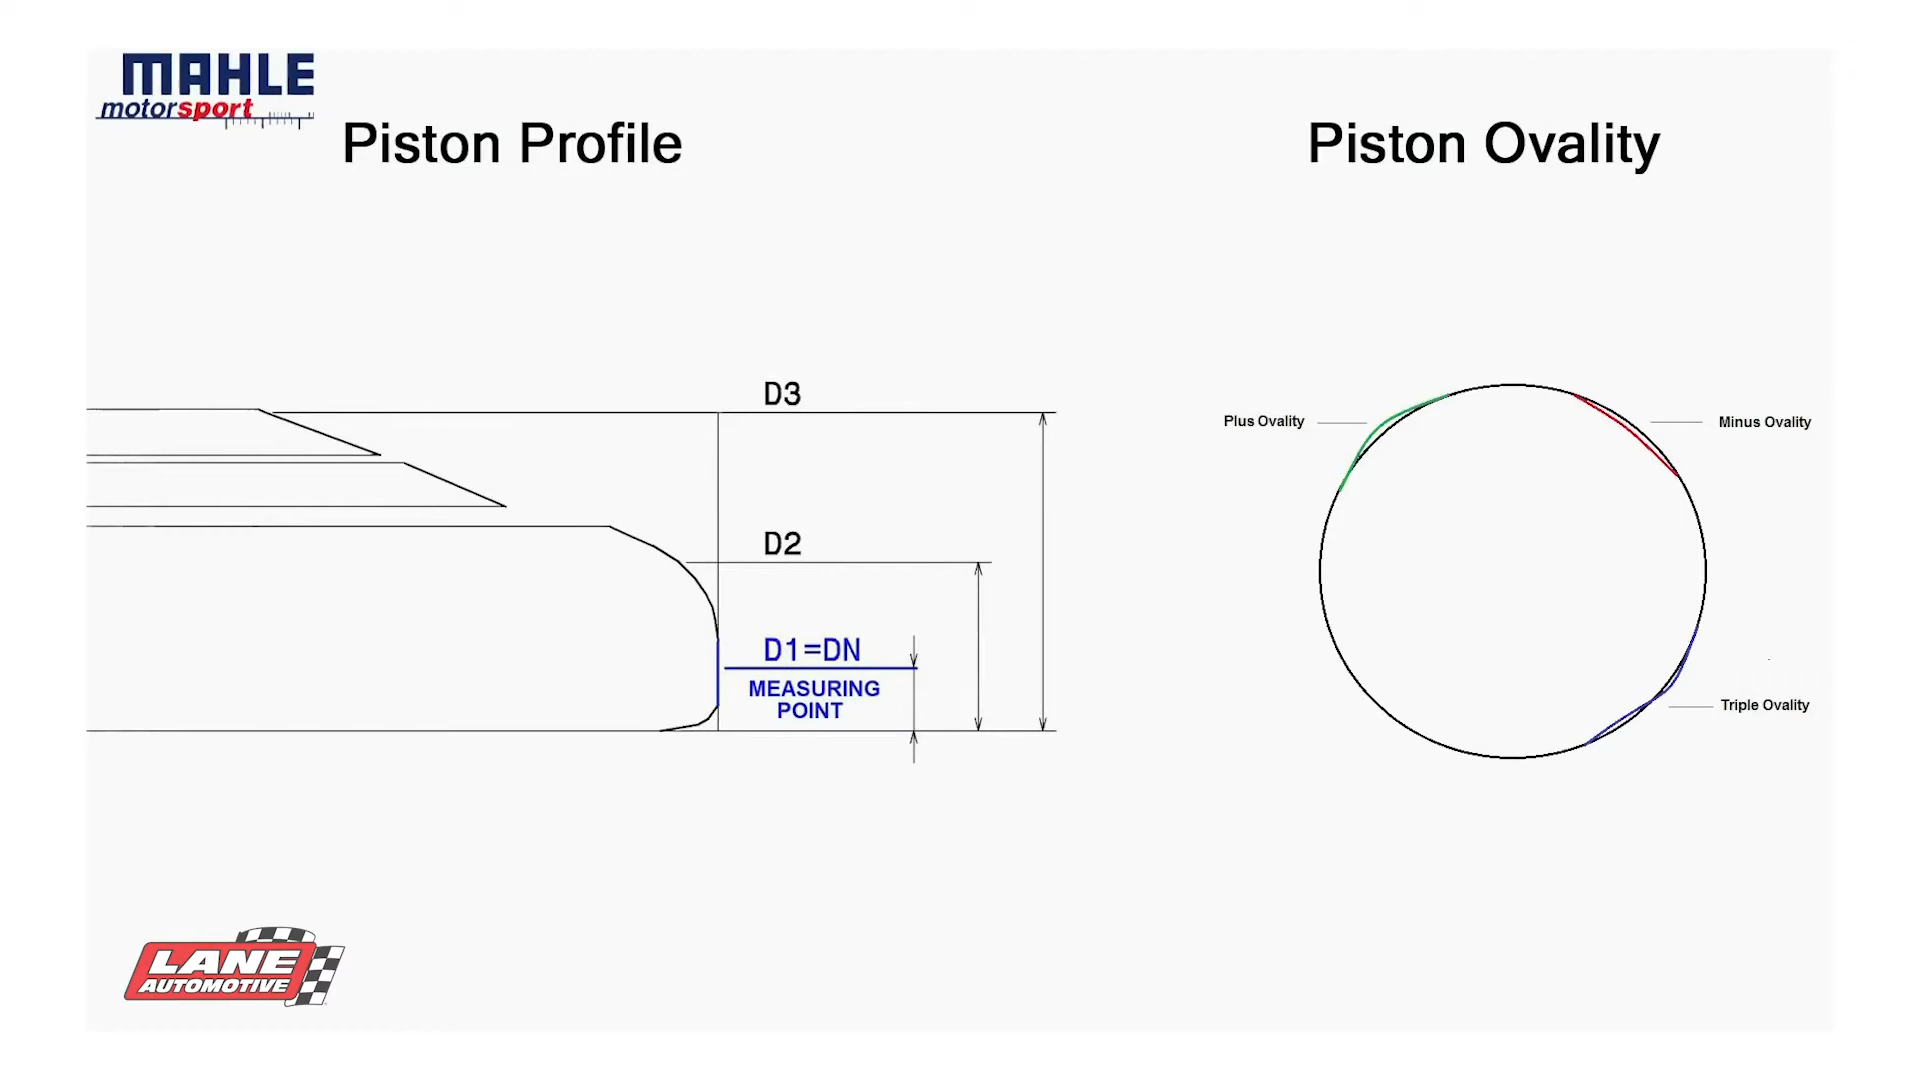 MAHLE
motorsport
Piston Profile
Piston Ovality
D3
D2
D1=DN
MEASURING
POINT
Plus Ovality
Minus Ovality
Triple Ovality
LANE
AUTOMOTIVE